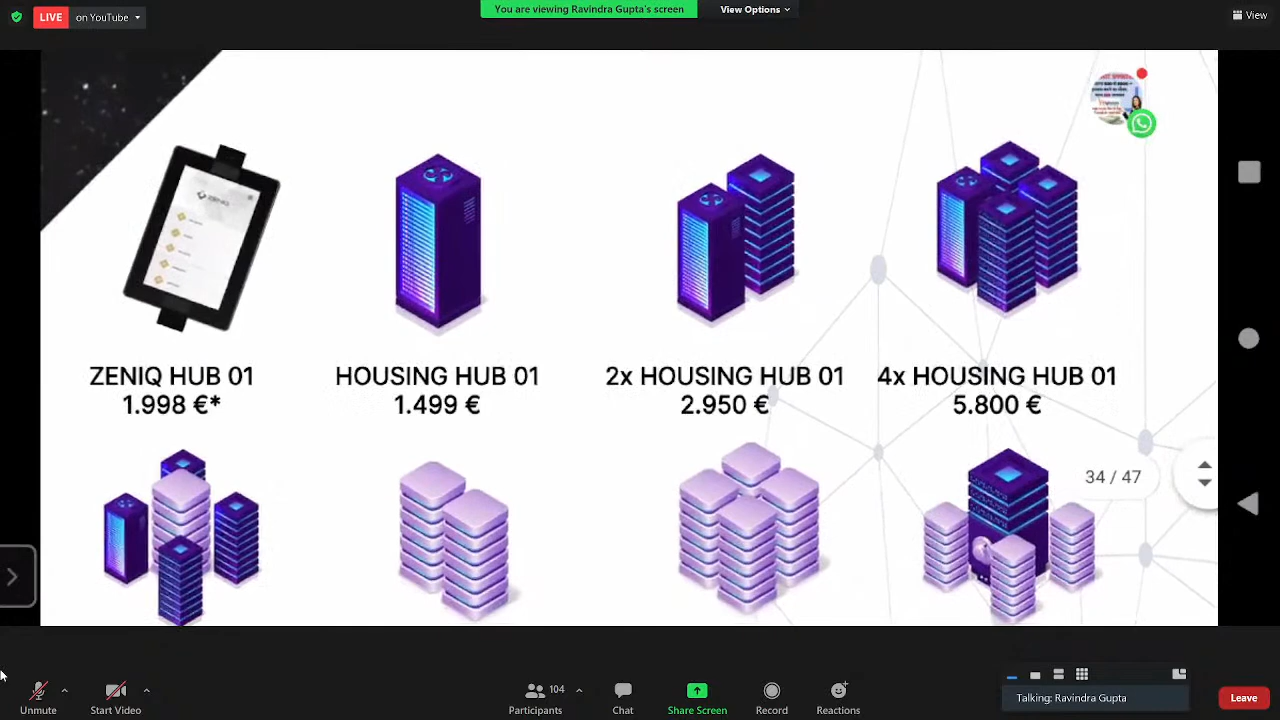 LIVE on YouTube
You are viewing Ravindra Gupta's screen
View Options
View
ZENIQ HUB 01
1.998 €*
HOUSING HUB 01
1.499 €
2x HOUSING HUB 01
2.950 €
4x HOUSING HUB 01
5.800 €
34 / 47
Unmute
Start Video
104
Participants
Chat
Share Screen
Record
Reactions
Talking: Ravindra Gupta
Leave